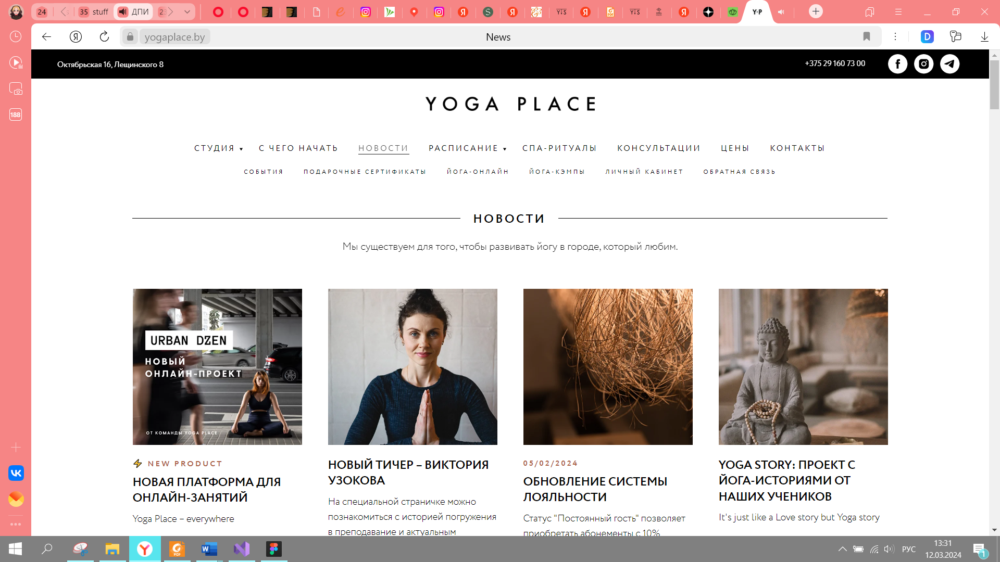 24
35 stuff
ДПИ
Y·P
yogaplace.by
News
188
Октябрьская 16, Лещинского 8
+375 29 160 73 00
YOGA PLACE
СТУДИЯ ▾ С ЧЕГО НАЧАТЬ НОВОСТИ РАСПИСАНИЕ ▾ СПА-РИТУАЛЫ КОНСУЛЬТАЦИИ ЦЕНЫ КОНТАКТЫ
СОБЫТИЯ ПОДАРОЧНЫЕ СЕРТИФИКАТЫ ЙОГА-ОНЛАЙН ЙОГА-КЭМПЫ ЛИЧНЫЙ КАБИНЕТ ОБРАТНАЯ СВЯЗЬ
НОВОСТИ
Мы существуем для того, чтобы развивать йогу в городе, который любим.
URBAN DZEN
НОВЫЙ
ОНЛАЙН-ПРОЕКТ
ОТ КОМАНДЫ YOGA PLACE
NEW PRODUCT
НОВАЯ ПЛАТФОРМА ДЛЯ
ОНЛАЙН-ЗАНЯТИЙ
Yoga Place – everywhere
НОВЫЙ ТИЧЕР – ВИКТОРИЯ
УЗОКОВА
На специальной страничке можно
познакомиться с историей погружения
в преподавание и актуальным
05/02/2024
ОБНОВЛЕНИЕ СИСТЕМЫ
ЛОЯЛЬНОСТИ
Статус "Постоянный гость" позволяет
приобретать абонементы с 10%
YOGA STORY: ПРОЕКТ С
ЙОГА-ИСТОРИЯМИ ОТ
НАШИХ УЧЕНИКОВ
It's just like a Love story but Yoga story
РУС
13:31
12.03.2024